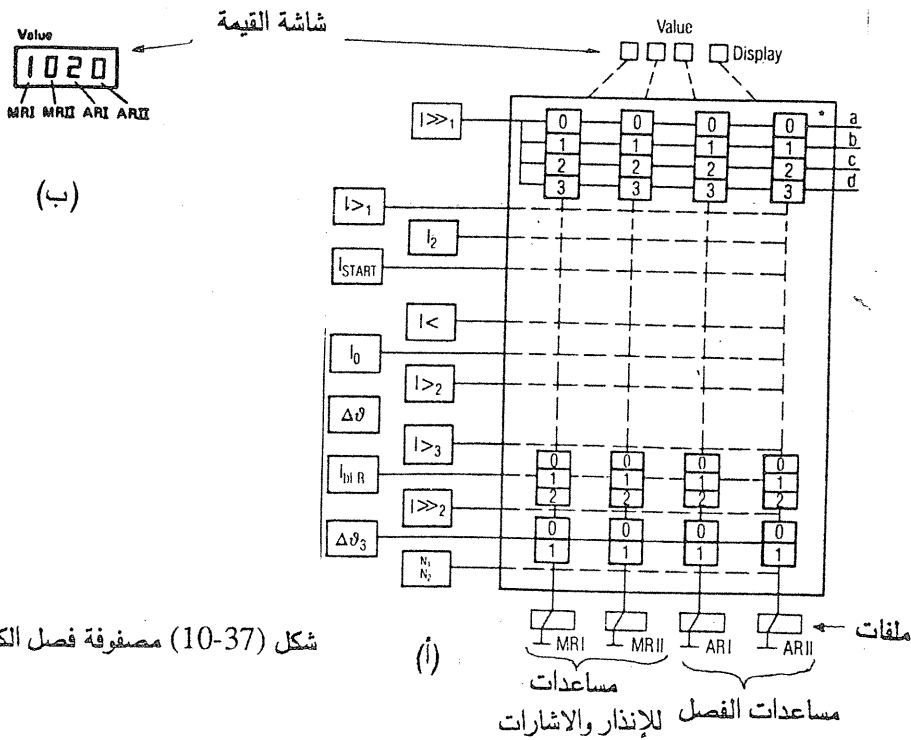 شاشة القيمة
Value
1020
MRI MRII ARI ARII
(ب)
Value
Display
I>>₁
0 0 0 0 a
1 1 1 1 b
2 2 2 2 c
3 3 3 3 d
I>₁
I₂
I_START
I<
I₀
I>₂
Δϑ
I>₃
0 0 0 0
1 1 1 1
2 2 2 2
I>>₂
Δϑ₃
0 0 0 0
1 1 1 1
N₁
N₂
MRI MRII ARI ARII
ملفات
مساعدات للإنذار والاشارات
مساعدات الفصل
(أ)
شكل (37-10) مصفوفة فصل